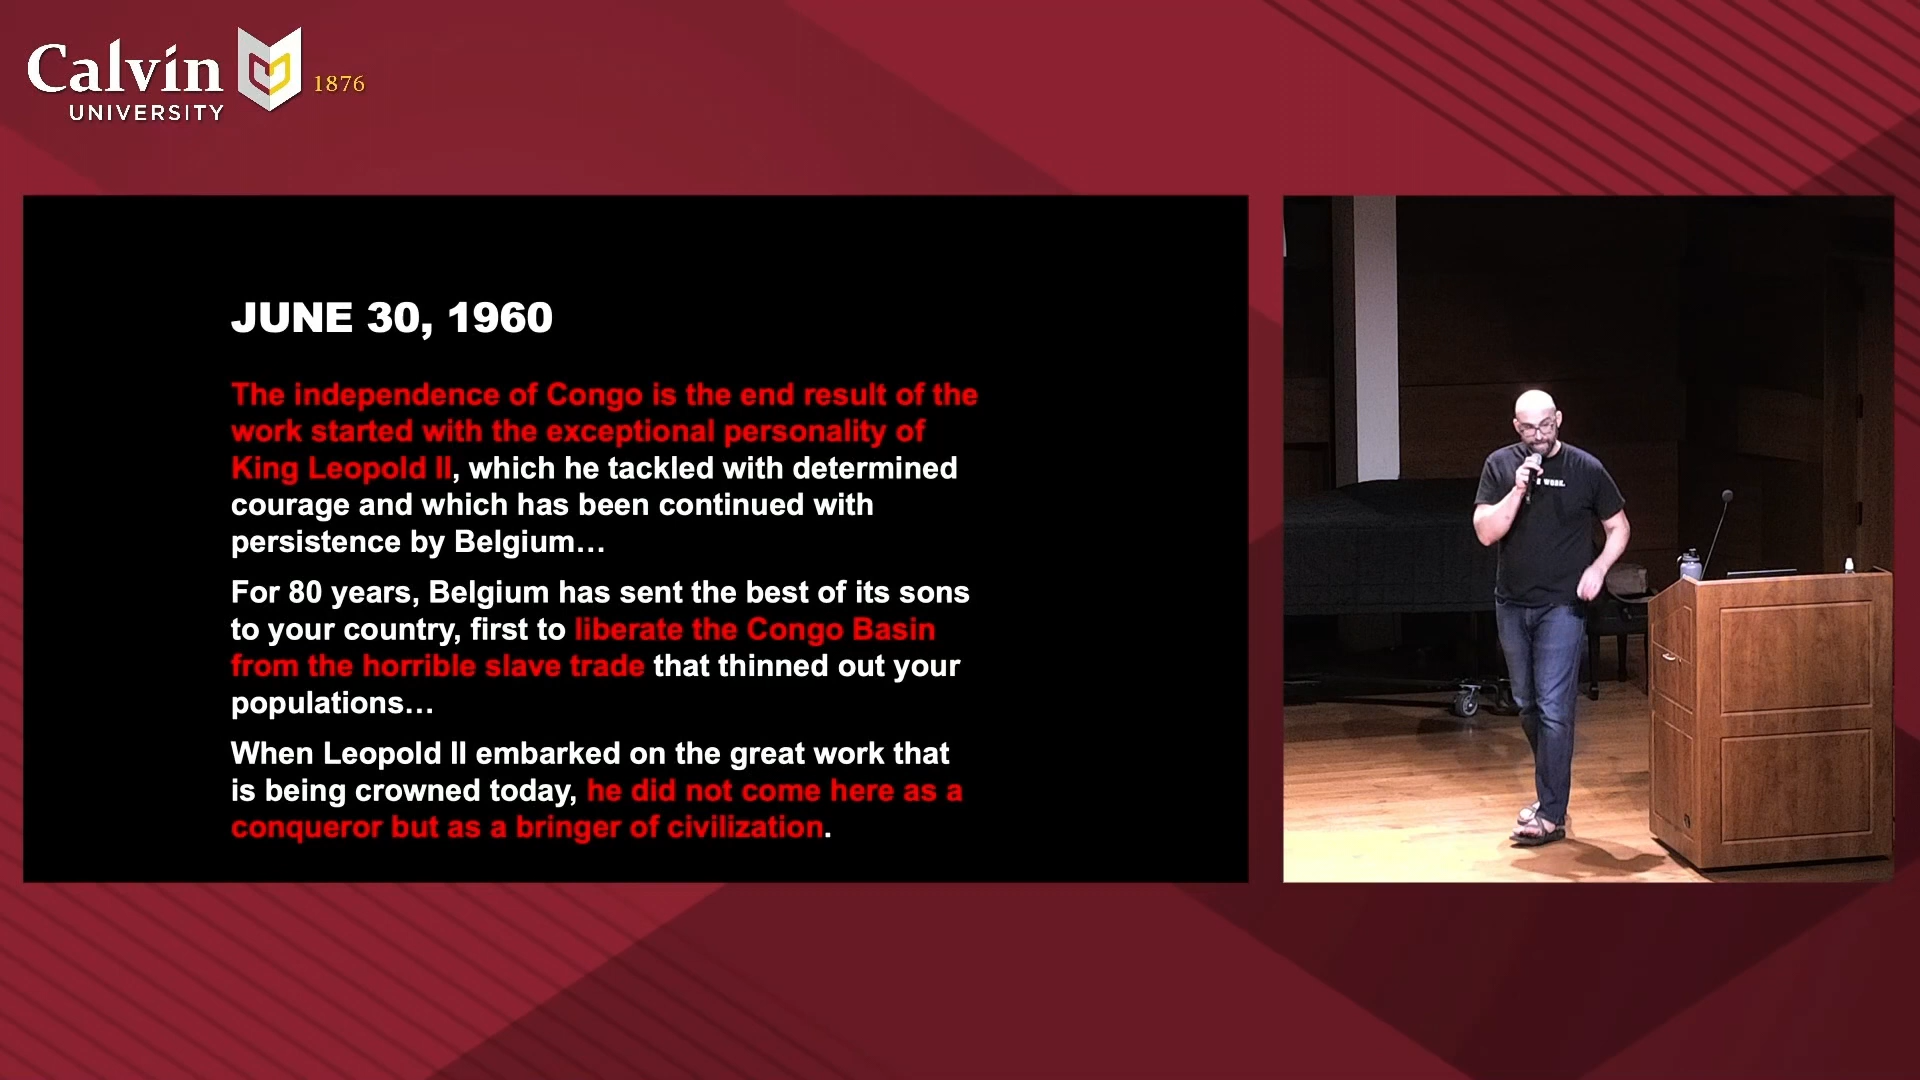 Calvin
UNIVERSITY
1876
JUNE 30, 1960
The independence of Congo is the end result of the
work started with the exceptional personality of
King Leopold II, which he tackled with determined
courage and which has been continued with
persistence by Belgium…
For 80 years, Belgium has sent the best of its sons
to your country, first to liberate the Congo Basin
from the horrible slave trade that thinned out your
populations…
When Leopold II embarked on the great work that
is being crowned today, he did not come here as a
conqueror but as a bringer of civilization.
WORK.